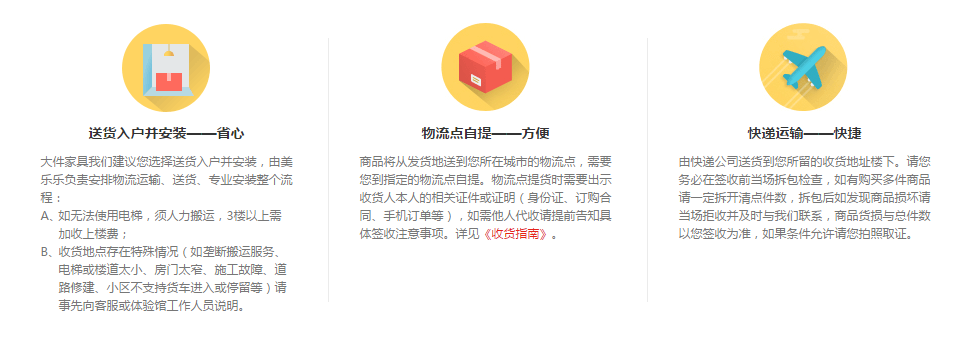 送货入户并安装——省心
大件家具我们建议您选择送货入户并安装，由美
乐乐负责安排物流运输、送货、专业安装整个流
程：
A、如无法使用电梯，须人力搬运，3楼以上需
加收上楼费；
B、收货地点存在特殊情况（如垄断搬运服务、
电梯或楼道太小、房门太窄、施工故障、道
路修建、小区不支持货车进入或停留等）请
事先向客服或体验馆工作人员说明。
物流点自提——方便
商品将从发货地送到您所在城市的物流点，需要
您到指定的物流点自提。物流点提货时需要出示
收货人本人的相关证件或证明（身份证、订购合
同、手机订单等），如需他人代收请提前告知具
体签收注意事项。详见《收货指南》。
快递运输——快捷
由快递公司送货到您所留的收货地址楼下。请您
务必在签收前当场拆包检查，如有购买多件商品
请一定拆开清点件数，拆包后如发现商品损坏请
当场拒收并及时与我们联系，商品货损与总件数
以您签收为准，如果条件允许请您拍照取证。